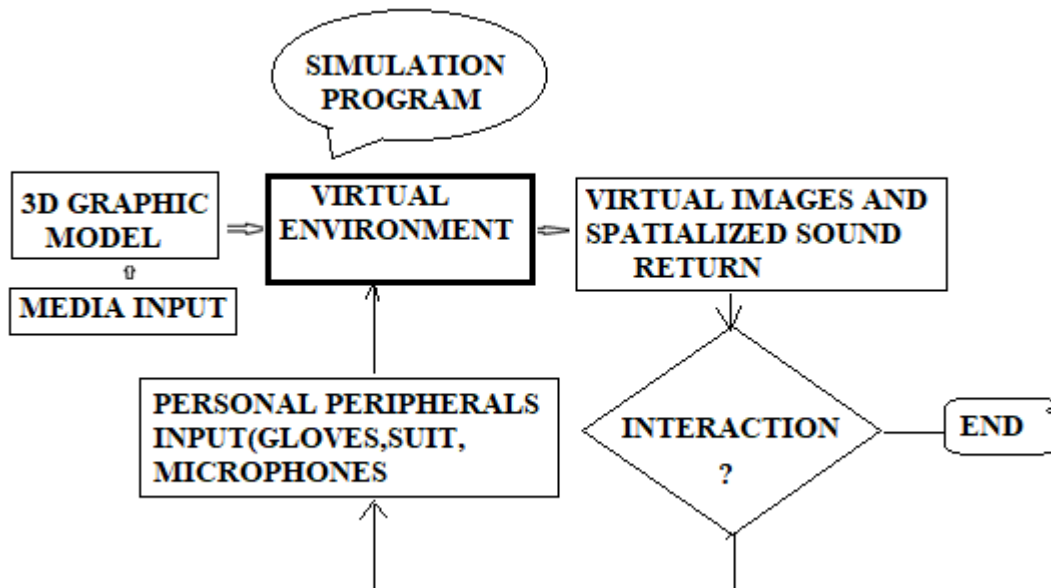 SIMULATION
PROGRAM
3D GRAPHIC
MODEL
MEDIA INPUT
VIRTUAL
ENVIRONMENT
VIRTUAL IMAGES AND
SPATIALIZED SOUND
RETURN
PERSONAL PERIPHERALS
INPUT(GLOVES,SUIT,
MICROPHONES
INTERACTION
?
END